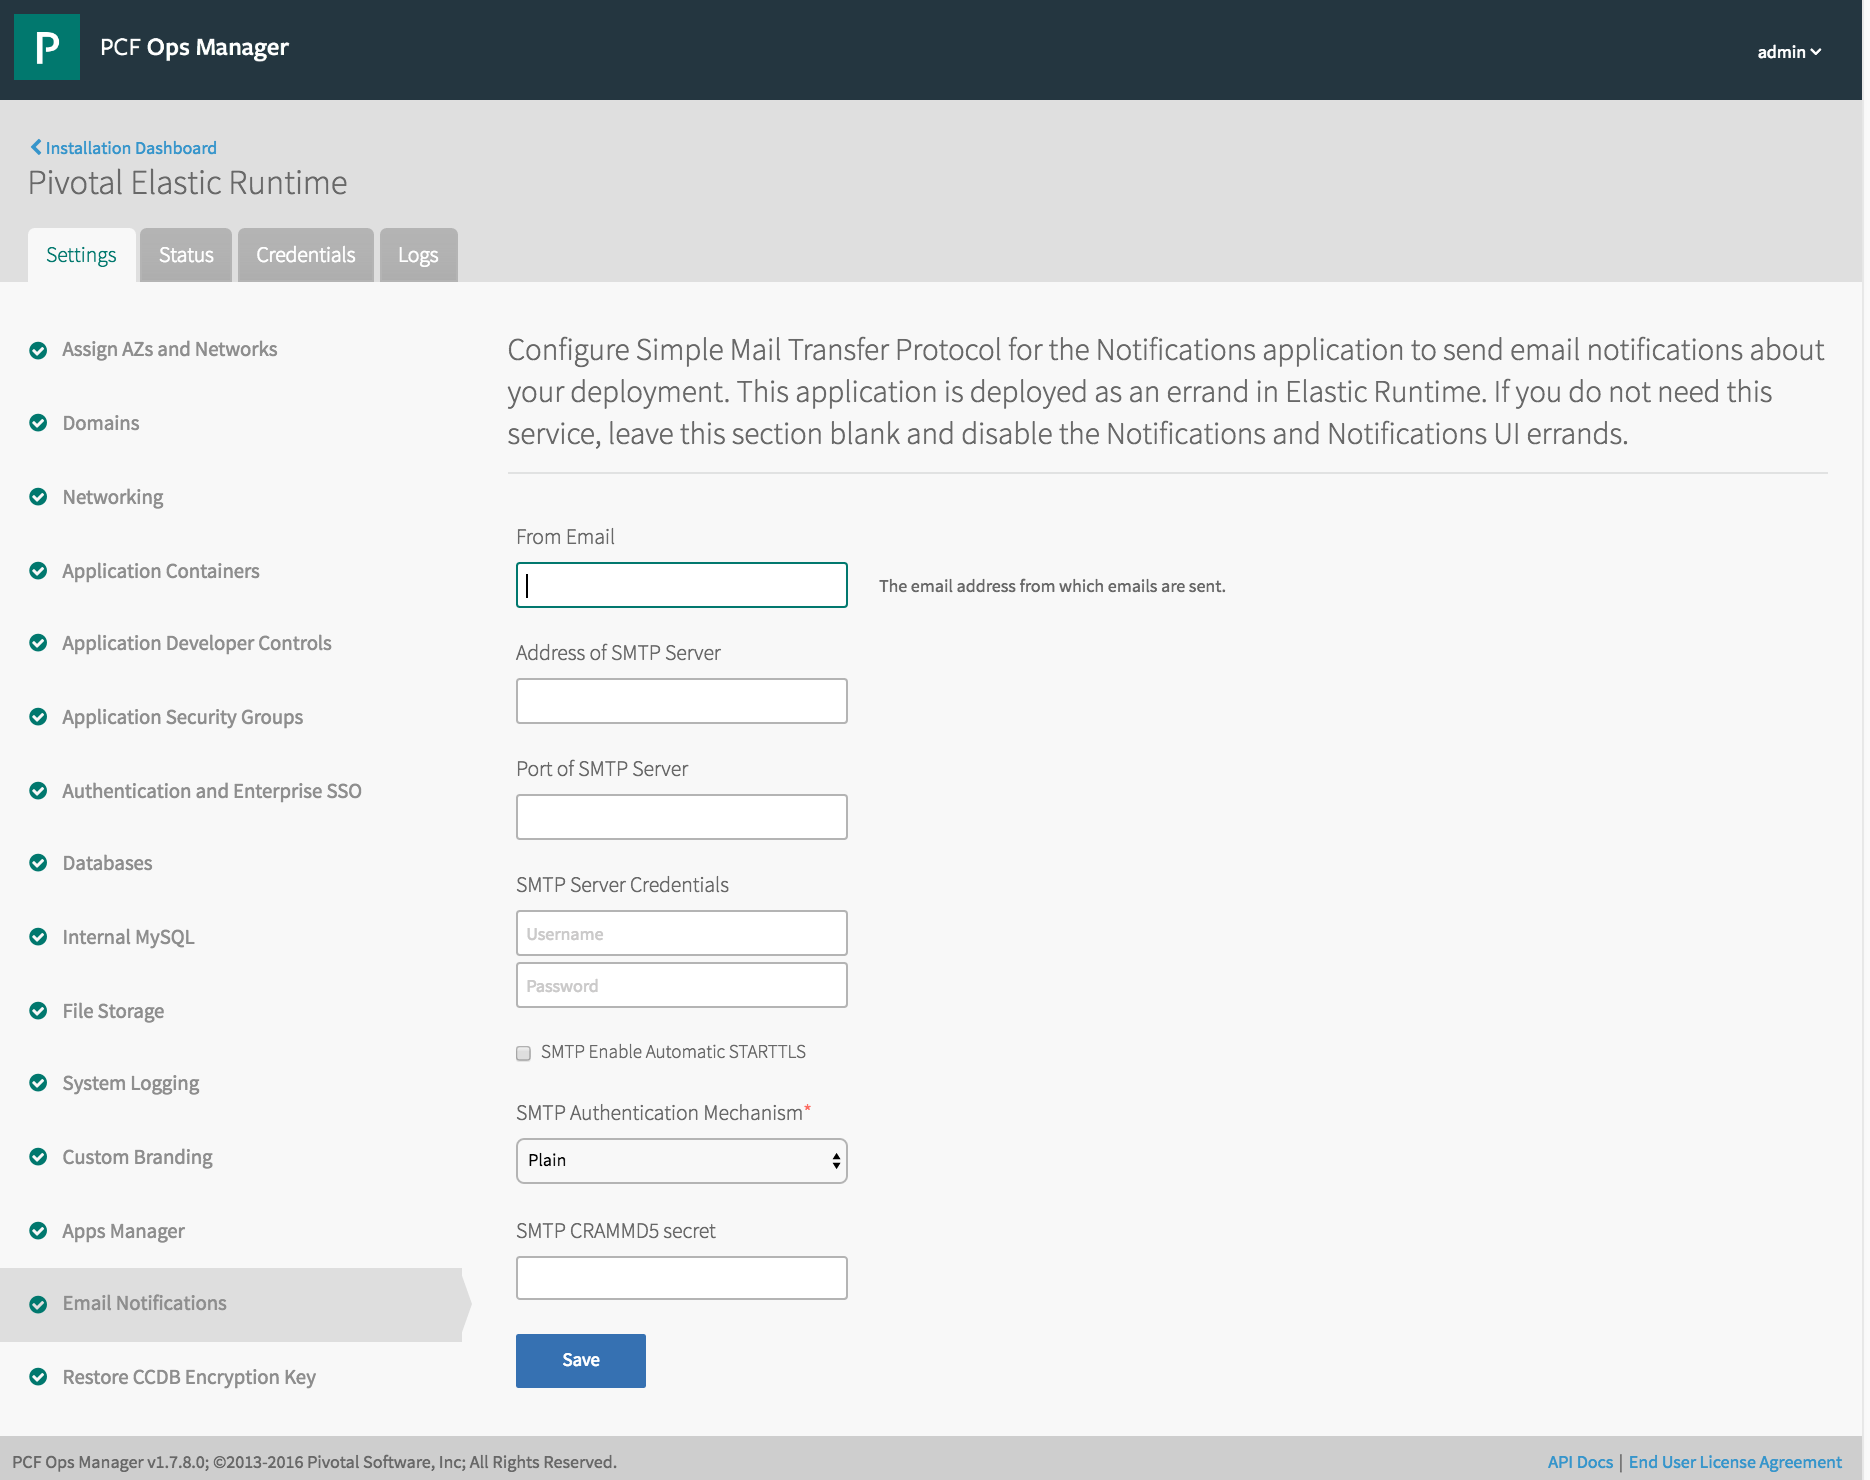 P
PCF Ops Manager
admin
Installation Dashboard
Pivotal Elastic Runtime
Settings
Status
Credentials
Logs
Assign AZs and Networks
Domains
Networking
Application Containers
Application Developer Controls
Application Security Groups
Authentication and Enterprise SSO
Databases
Internal MySQL
File Storage
System Logging
Custom Branding
Apps Manager
Email Notifications
Restore CCDB Encryption Key
Configure Simple Mail Transfer Protocol for the Notifications application to send email notifications about
your deployment. This application is deployed as an errand in Elastic Runtime. If you do not need this
service, leave this section blank and disable the Notifications and Notifications UI errands.
From Email
The email address from which emails are sent.
Address of SMTP Server
Port of SMTP Server
SMTP Server Credentials
Username
Password
SMTP Enable Automatic STARTTLS
SMTP Authentication Mechanism*
Plain
SMTP CRAMMD5 secret
Save
PCF Ops Manager v1.7.8.0; ©2013-2016 Pivotal Software, Inc; All Rights Reserved.
API Docs | End User License Agreement